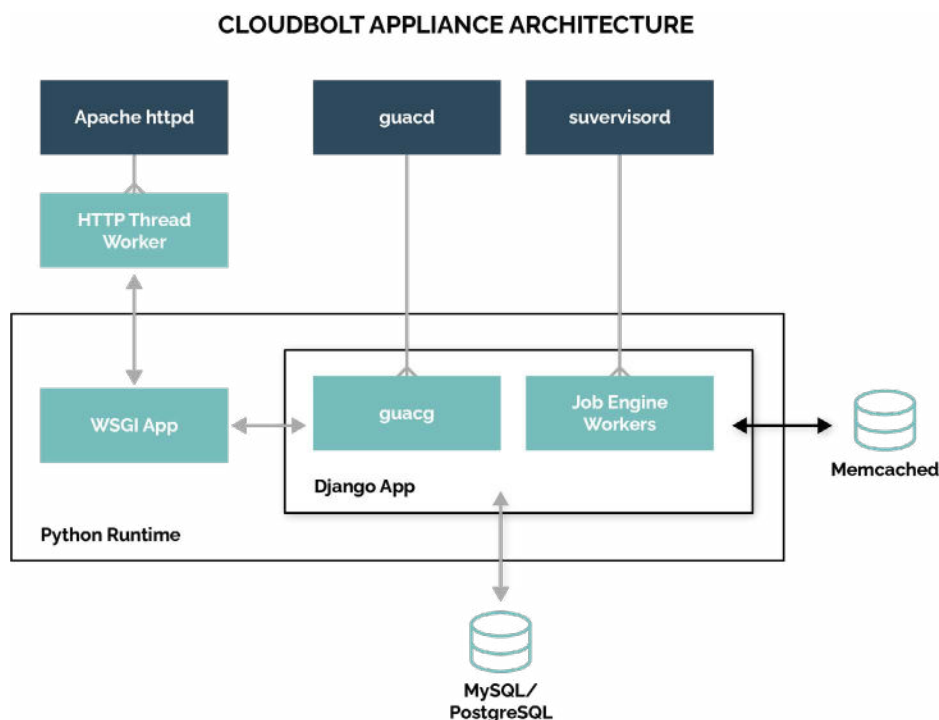 CLOUDBOLT APPLIANCE ARCHITECTURE
Apache httpd
guacd
suvervisord
HTTP Thread
Worker
WSGI App
guacg
Job Engine
Workers
Memcached
Django App
Python Runtime
MySQL/
PostgreSQL